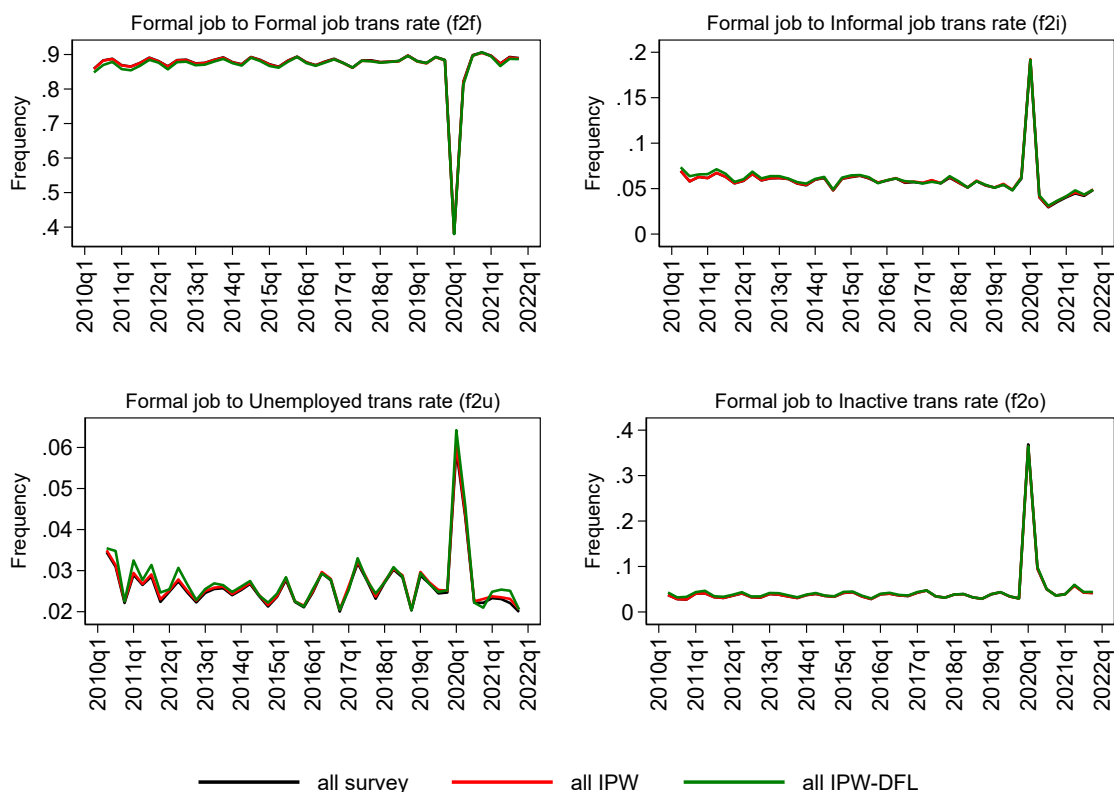 Formal job to Formal job trans rate (f2f)
Frequency
.9
.8
.7
.6
.5
.4
2010q1
2011q1
2012q1
2013q1
2014q1
2015q1
2016q1
2017q1
2018q1
2019q1
2020q1
2021q1
2022q1
Formal job to Informal job trans rate (f2i)
Frequency
.2
.15
.1
.05
0
2010q1
2011q1
2012q1
2013q1
2014q1
2015q1
2016q1
2017q1
2018q1
2019q1
2020q1
2021q1
2022q1
Formal job to Unemployed trans rate (f2u)
Frequency
.06
.05
.04
.03
.02
2010q1
2011q1
2012q1
2013q1
2014q1
2015q1
2016q1
2017q1
2018q1
2019q1
2020q1
2021q1
2022q1
Formal job to Inactive trans rate (f2o)
Frequency
.4
.3
.2
.1
0
2010q1
2011q1
2012q1
2013q1
2014q1
2015q1
2016q1
2017q1
2018q1
2019q1
2020q1
2021q1
2022q1
all survey all IPW all IPW-DFL